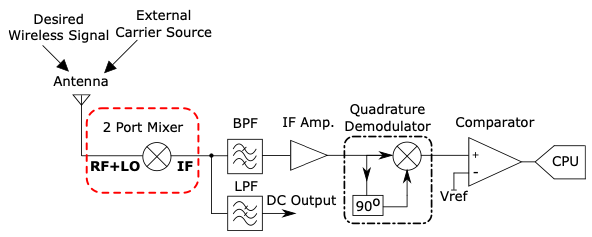 Desired
Wireless Signal
External
Carrier Source
Antenna
2 Port Mixer
RF+LO
IF
BPF
IF Amp.
Quadrature
Demodulator
Comparator
LPF
DC Output
90o
+
-
Vref
CPU